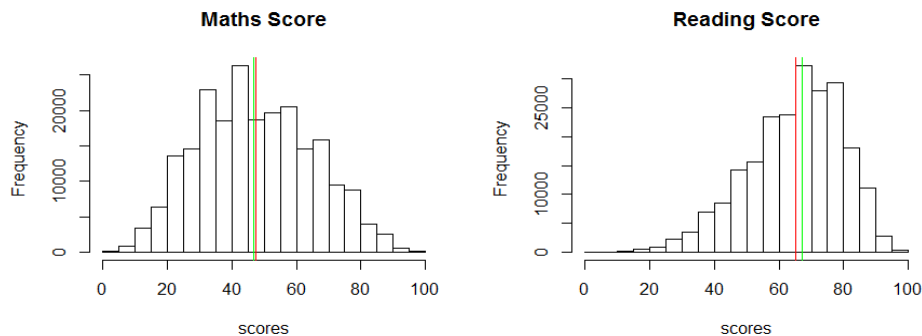 Maths Score
Frequency
0
10000
20000
0 20 40 60 80 100
scores
Reading Score
Frequency
0
10000
25000
0 20 40 60 80 100
scores